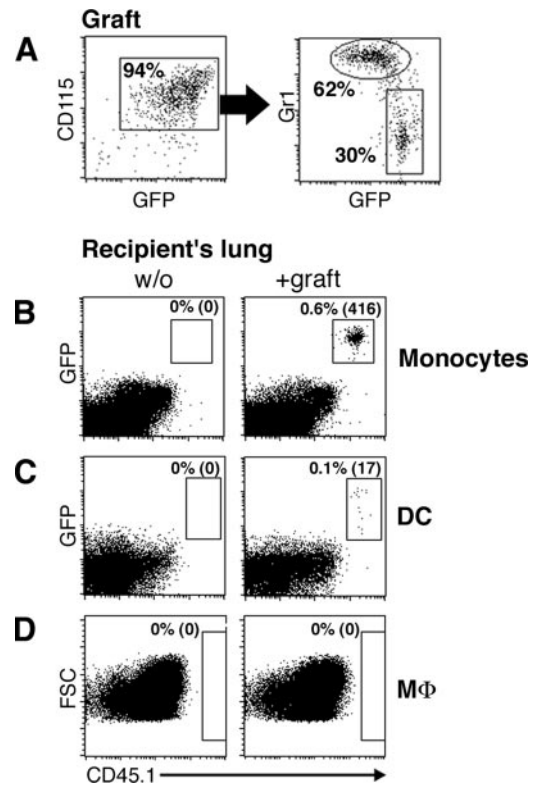 Graft
A
94%
CD115
GFP
62%
30%
Gr1
GFP
Recipient's lung
w/o
+graft
B
0% (0)
0.6% (416)
GFP
Monocytes
C
0% (0)
0.1% (17)
GFP
DC
D
0% (0)
0% (0)
FSC
MΦ
CD45.1